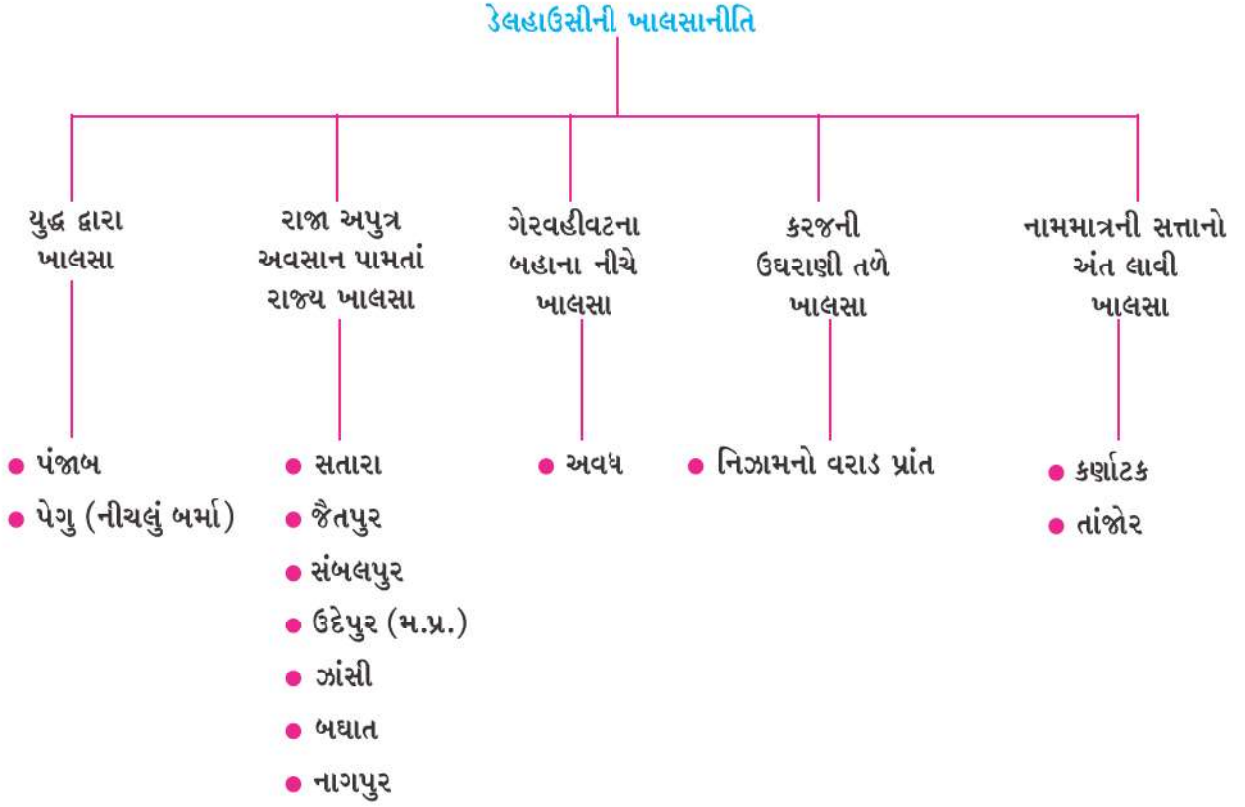 ડેલહાઉસીની ખાલસાનીતિ
યુદ્ધ દ્વારા
ખાલસા
● પંજાબ
● પેગુ (નીચલું બર્મા)
રાજા અપુત્ર
અવસાન પામતાં
રાજ્ય ખાલસા
● સતારા
● જૈતપુર
● સંબલપુર
● ઉદેપુર (મ.પ્ર.)
● ઝાંસી
● બઘાત
● નાગપુર
ગેરવહીવટના
બહાના નીચે
ખાલસા
● અવધ
કરજની
ઉઘરાણી તળે
ખાલસા
● નિઝામનો વરાડ પ્રાંત
નામમાત્રની સત્તાનો
અંત લાવી
ખાલસા
● કર્ણાટક
● તાંજોર